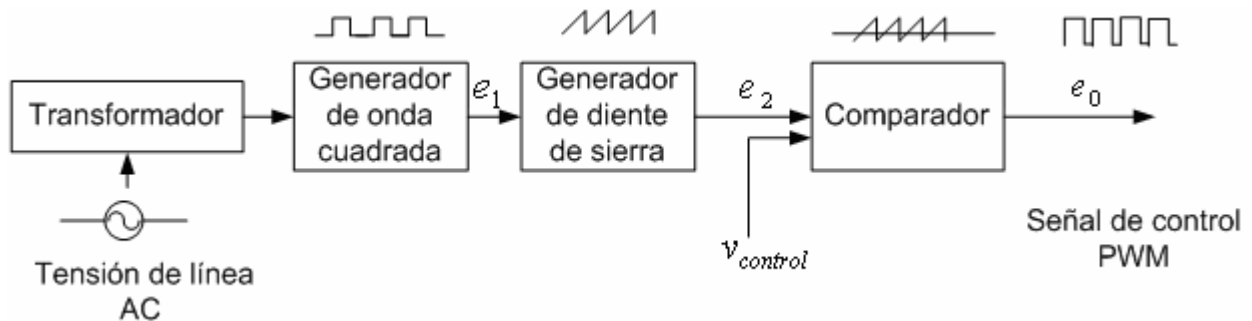 Transformador
Generador
de onda
cuadrada
e1
Generador
de diente
de sierra
e2
Comparador
e0
vcontrol
Tensión de línea
AC
Señal de control
PWM